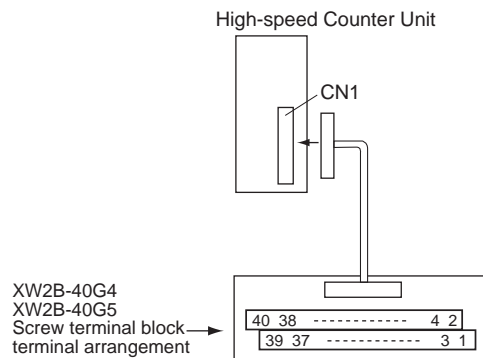 High-speed Counter Unit
CN1
XW2B-40G4
XW2B-40G5
Screw terminal block
terminal arrangement
40 38 ------------ 4 2
39 37 ------------ 3 1